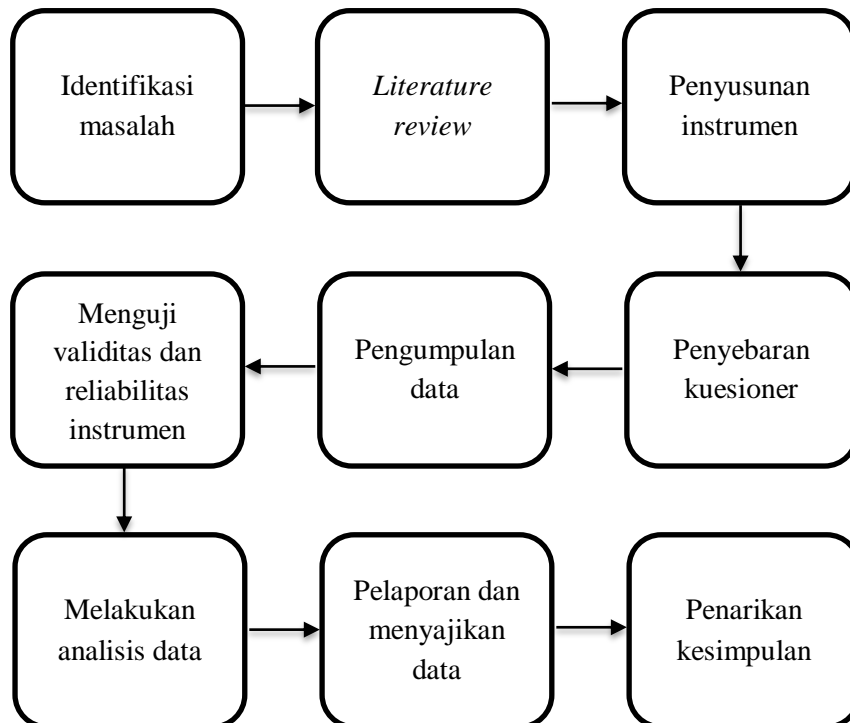 Identifikasi
masalah
Literature
review
Penyusunan
instrumen
Penyebaran
kuesioner
Pengumpulan
data
Menguji
validitas dan
reliabilitas
instrumen
Melakukan
analisis data
Pelaporan dan
menyajikan
data
Penarikan
kesimpulan